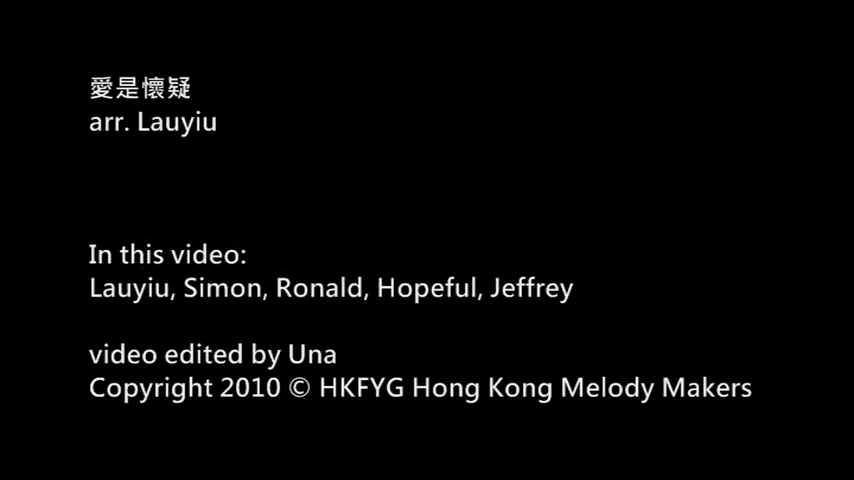 愛是懷疑
arr. Lauyiu
In this video:
Lauyiu, Simon, Ronald, Hopeful, Jeffrey
video edited by Una
Copyright 2010 © HKFYG Hong Kong Melody Makers